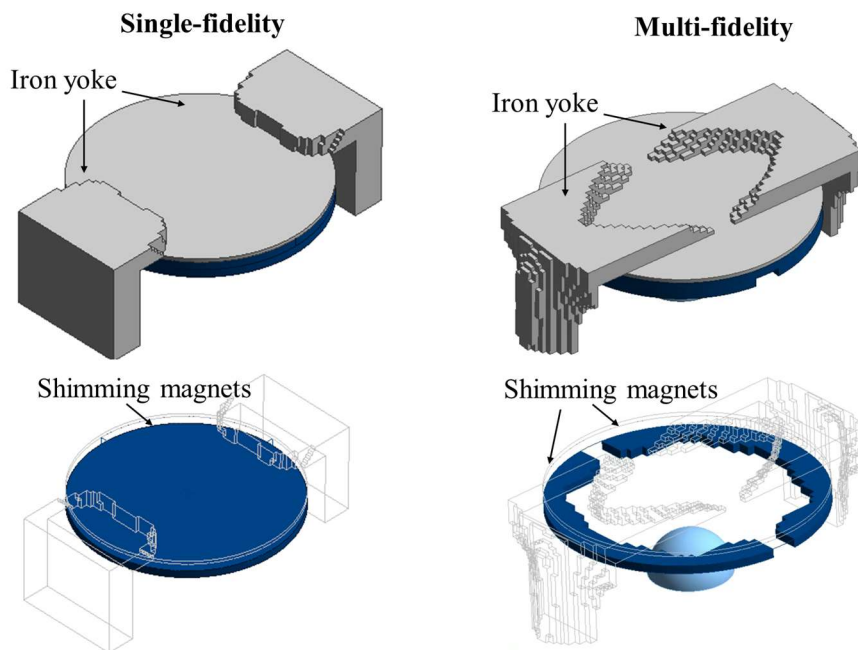 Single-fidelity
Multi-fidelity
Iron yoke
Iron yoke
Shimming magnets
Shimming magnets